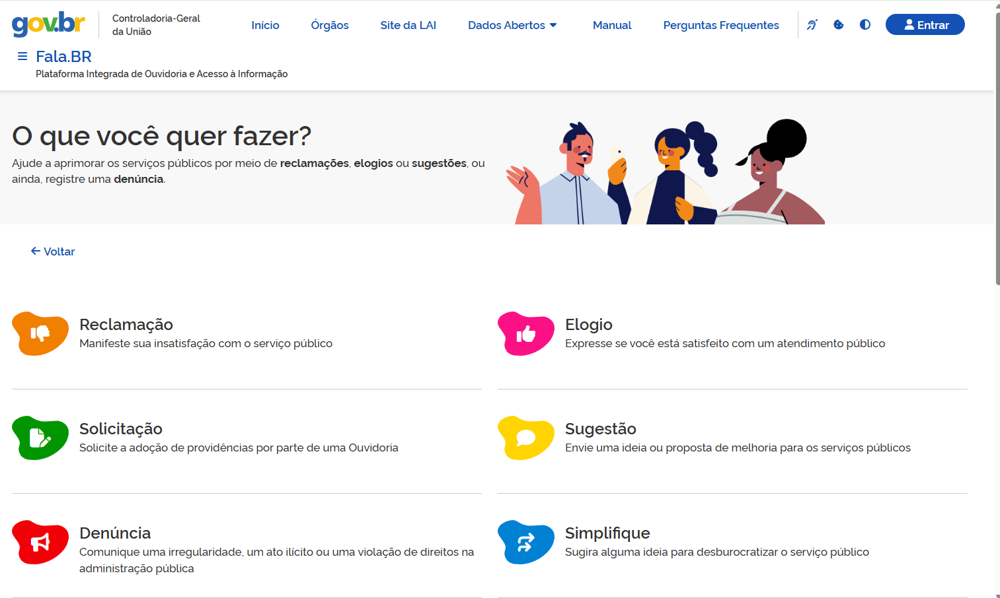 gov.br
Controladoria-Geral
da União
Início
Órgãos
Site da LAI
Dados Abertos
Manual
Perguntas Frequentes
Entrar
Fala.BR
Plataforma Integrada de Ouvidoria e Acesso à Informação
O que você quer fazer?
Ajude a aprimorar os serviços públicos por meio de reclamações, elogios ou sugestões, ou
ainda, registre uma denúncia.
Voltar
Reclamação
Manifeste sua insatisfação com o serviço público
Elogio
Expresse se você está satisfeito com um atendimento público
Solicitação
Solicite a adoção de providências por parte de uma Ouvidoria
Sugestão
Envie uma ideia ou proposta de melhoria para os serviços públicos
Denúncia
Comunique uma irregularidade, um ato ilícito ou uma violação de direitos na
administração pública
Simplifique
Sugira alguma ideia para desburocratizar o serviço público